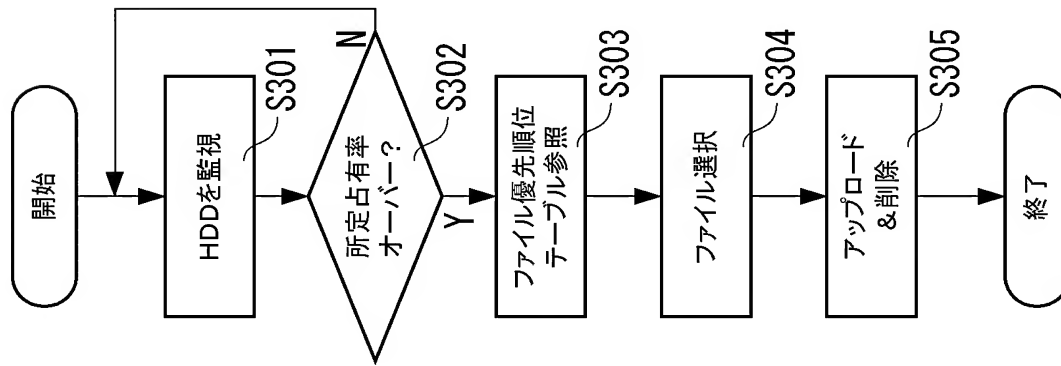 開始
HDDを監視
S301
所定占有率
オーバー?
N
S302
Y
ファイル優先順位
テーブル参照
S303
ファイル選択
S304
アップロード
&削除
S305
終了